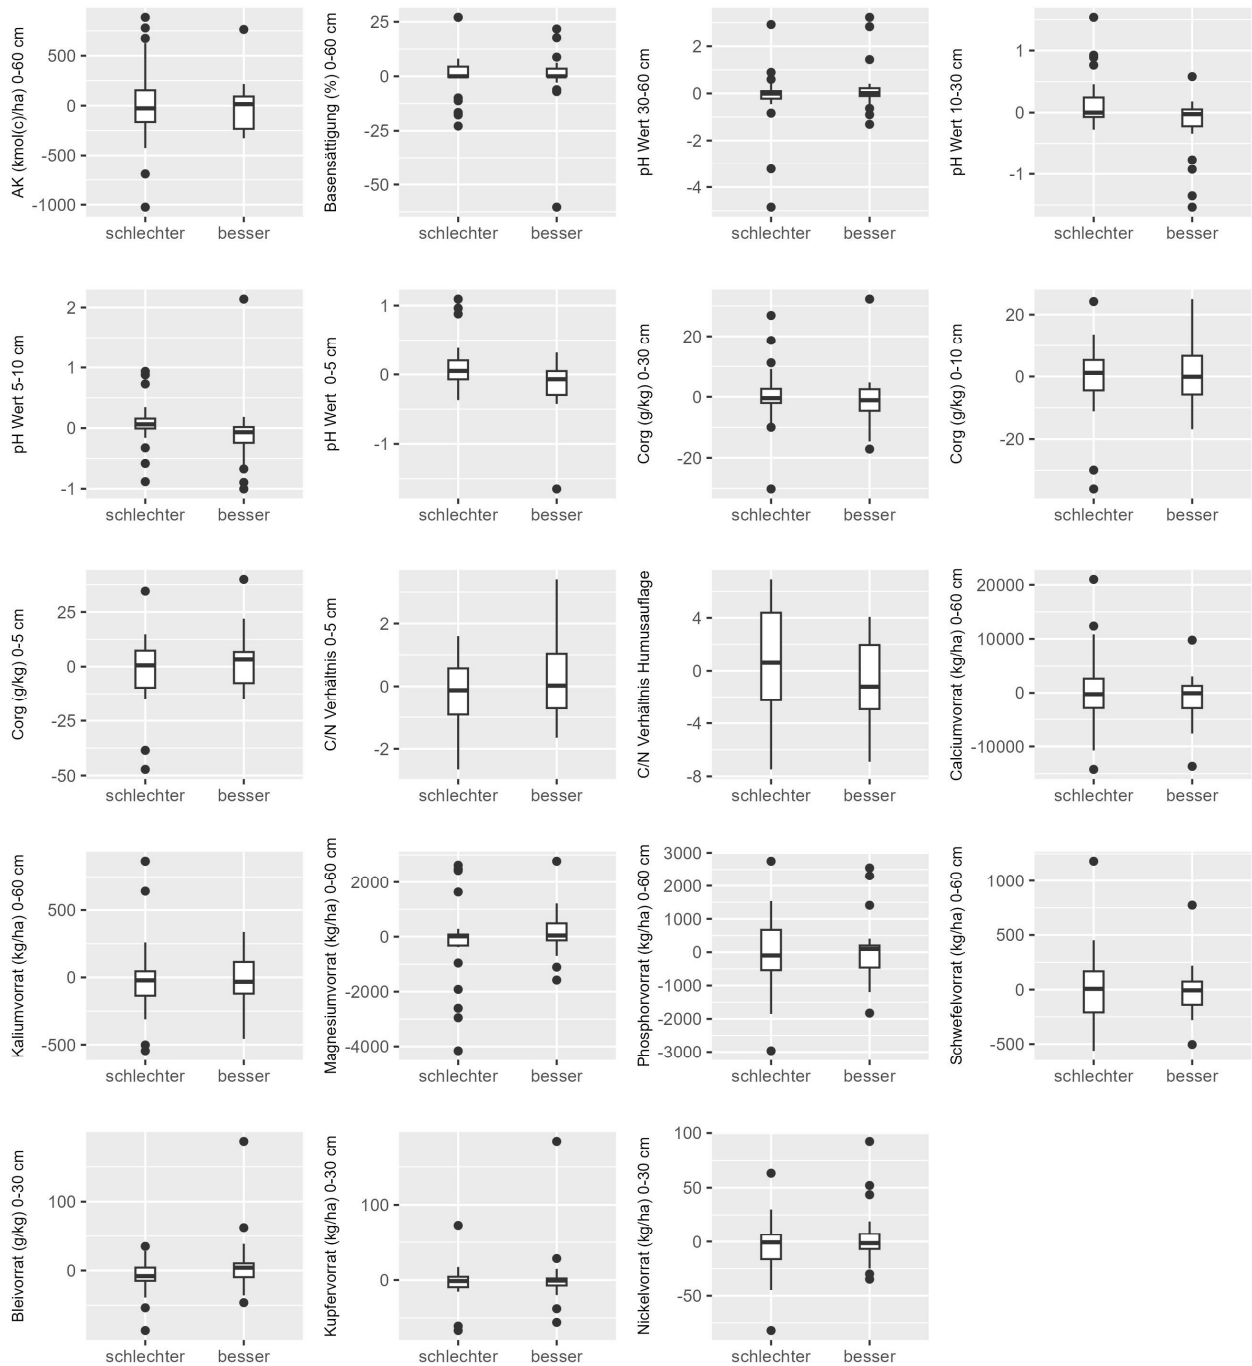 AK (kmol(c)/ha) 0-60 cm
500
0
-500
-1000
schlechter besser
Basensättigung (%) 0-60 cm
25
0
-25
-50
schlechter besser
pH Wert 30-60 cm
2
0
-2
-4
schlechter besser
pH Wert 10-30 cm
1
0
-1
schlechter besser
pH Wert 5-10 cm
2
1
0
-1
schlechter besser
pH Wert 0-5 cm
1
0
-1
schlechter besser
Corg (g/kg) 0-30 cm
20
0
-20
schlechter besser
Corg (g/kg) 0-10 cm
20
0
-20
schlechter besser
Corg (g/kg) 0-5 cm
25
0
-25
-50
schlechter besser
C/N Verhältnis 0-5 cm
2
0
-2
schlechter besser
C/N Verhältnis Humusauflage
4
0
-4
-8
schlechter besser
Calciumvorrat (kg/ha) 0-60 cm
20000
10000
0
-10000
schlechter besser
Kaliumvorrat (kg/ha) 0-60 cm
500
0
-500
schlechter besser
Magnesiumvorrat (kg/ha) 0-60 cm
2000
0
-2000
-4000
schlechter besser
Phosphorvorrat (kg/ha) 0-60 cm
3000
2000
1000
0
-1000
-2000
-3000
schlechter besser
Schwefelvorrat (kg/ha) 0-60 cm
1000
500
0
-500
schlechter besser
Bleivorrat (g/kg) 0-30 cm
100
0
schlechter besser
Kupfervorrat (kg/ha) 0-30 cm
100
0
schlechter besser
Nickelvorrat (kg/ha) 0-30 cm
100
50
0
-50
schlechter besser